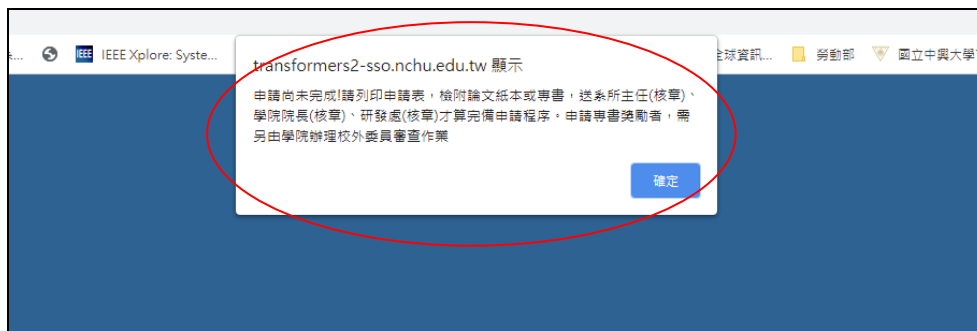 IEEE IEEE Xplore: Syste... 全球資訊... 勞動部 國立中興大學
transformers2-sso.nchu.edu.tw 顯示
申請尚未完成!請列印申請表，檢附論文紙本或專書，送系所主任(核章)、
學院院長(核章)、研發處(核章)才算完備申請程序。申請專書獎勵者，需
另由學院辦理校外委員審查作業
確定